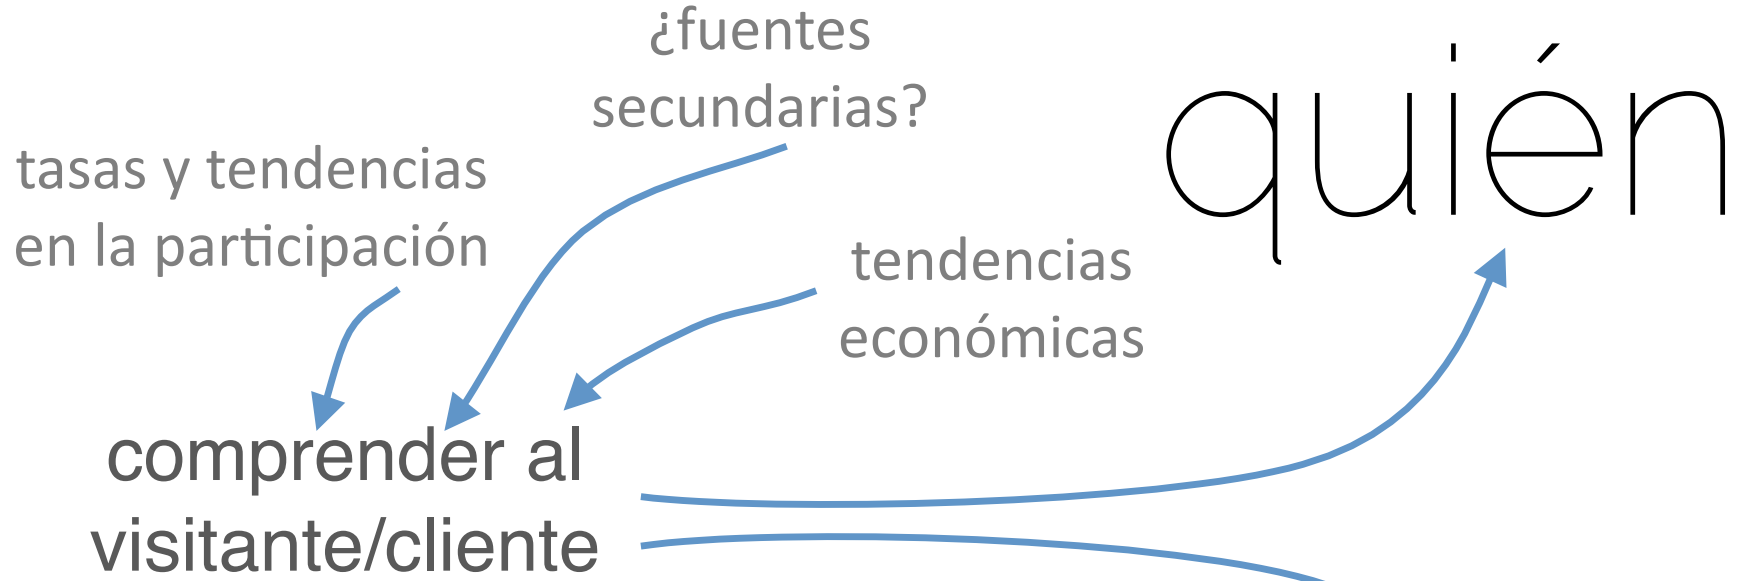 ¿fuentes
secundarias?
quién
tasas y tendencias
en la participación
tendencias
económicas
comprender al
visitante/cliente